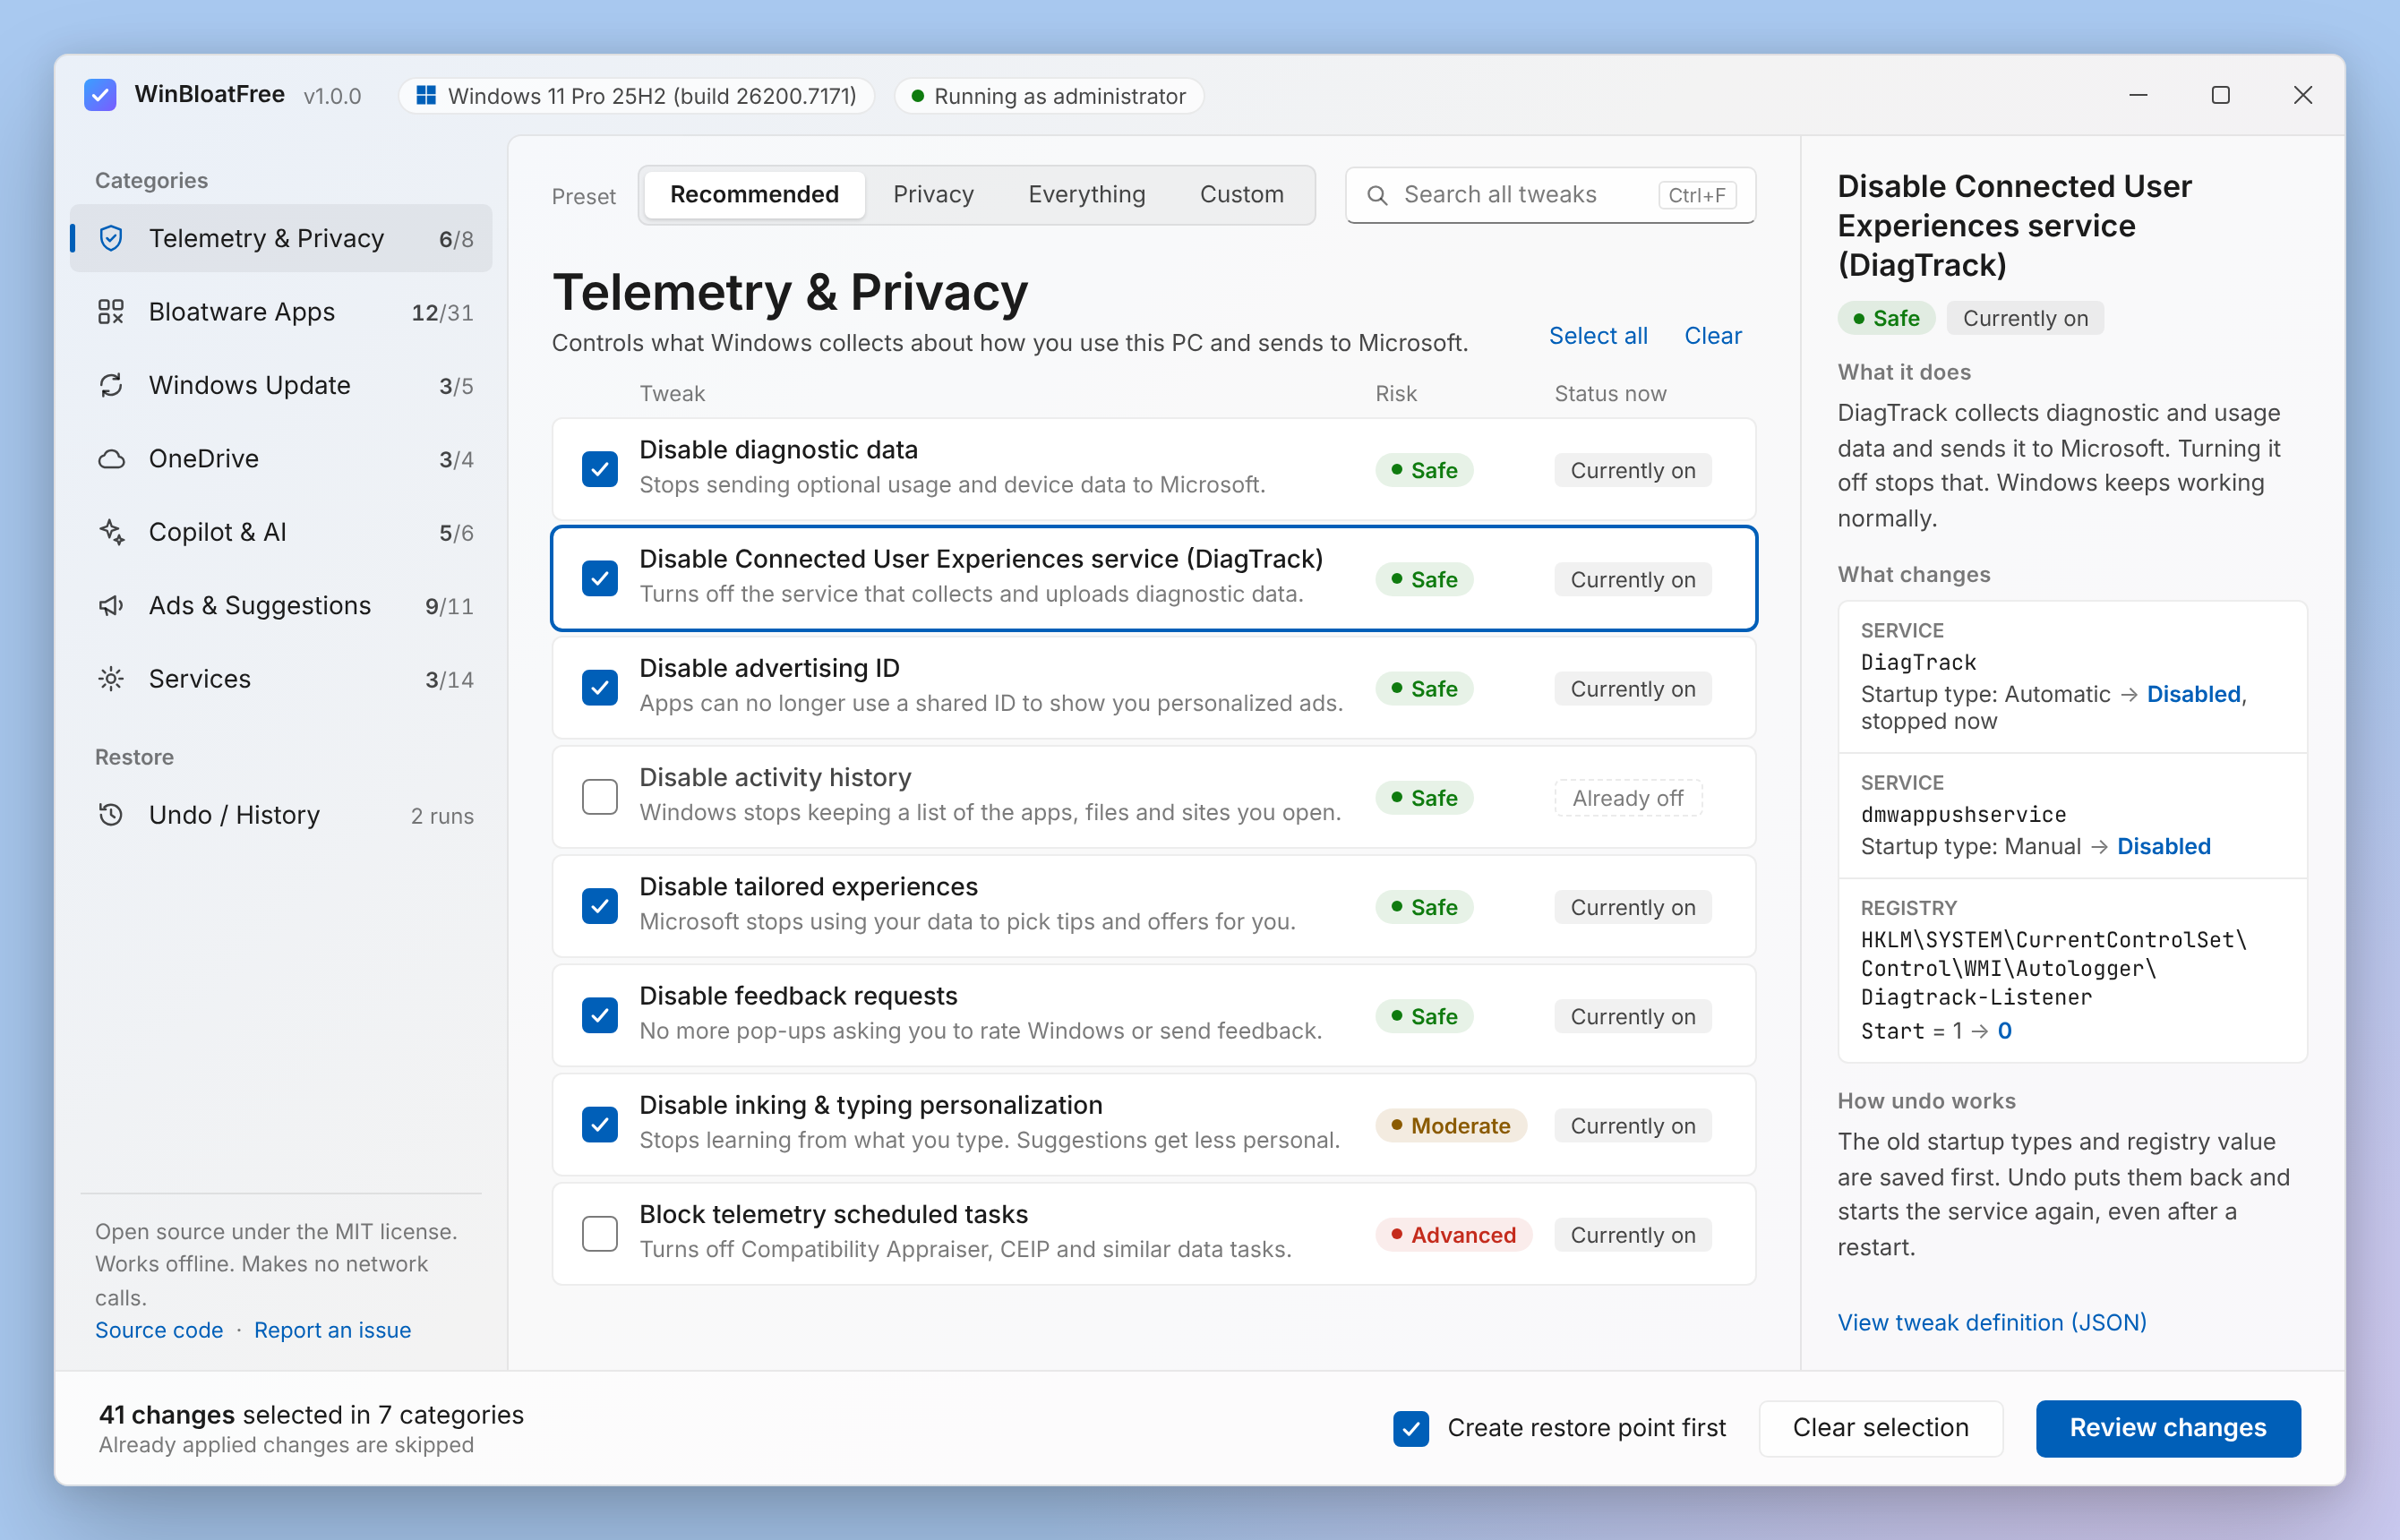 WinBloatFree v1.0.0 Windows 11 Pro 25H2 (build 26200.7171) Running as administrator
Categories
Telemetry & Privacy 6/8
Bloatware Apps 12/31
Windows Update 3/5
OneDrive 3/4
Copilot & AI 5/6
Ads & Suggestions 9/11
Services 3/14
Restore
Undo / History 2 runs
Open source under the MIT license.
Works offline. Makes no network
calls.
Source code · Report an issue
Preset Recommended Privacy Everything Custom Search all tweaks Ctrl+F
Telemetry & Privacy
Controls what Windows collects about how you use this PC and sends to Microsoft. Select all Clear
Tweak Risk Status now
Disable diagnostic data
Stops sending optional usage and device data to Microsoft.
Safe Currently on
Disable Connected User Experiences service (DiagTrack)
Turns off the service that collects and uploads diagnostic data.
Safe Currently on
Disable advertising ID
Apps can no longer use a shared ID to show you personalized ads.
Safe Currently on
Disable activity history
Windows stops keeping a list of the apps, files and sites you open.
Safe Already off
Disable tailored experiences
Microsoft stops using your data to pick tips and offers for you.
Safe Currently on
Disable feedback requests
No more pop-ups asking you to rate Windows or send feedback.
Safe Currently on
Disable inking & typing personalization
Stops learning from what you type. Suggestions get less personal.
Moderate Currently on
Block telemetry scheduled tasks
Turns off Compatibility Appraiser, CEIP and similar data tasks.
Advanced Currently on
Disable Connected User
Experiences service
(DiagTrack)
Safe Currently on
What it does
DiagTrack collects diagnostic and usage
data and sends it to Microsoft. Turning it
off stops that. Windows keeps working
normally.
What changes
SERVICE
DiagTrack
Startup type: Automatic → Disabled,
stopped now
SERVICE
dmwappushservice
Startup type: Manual → Disabled
REGISTRY
HKLM\SYSTEM\CurrentControlSet\
Control\WMI\Autologger\
Diagtrack-Listener
Start = 1 → 0
How undo works
The old startup types and registry value
are saved first. Undo puts them back and
starts the service again, even after a
restart.
View tweak definition (JSON)
41 changes selected in 7 categories
Already applied changes are skipped
Create restore point first Clear selection Review changes